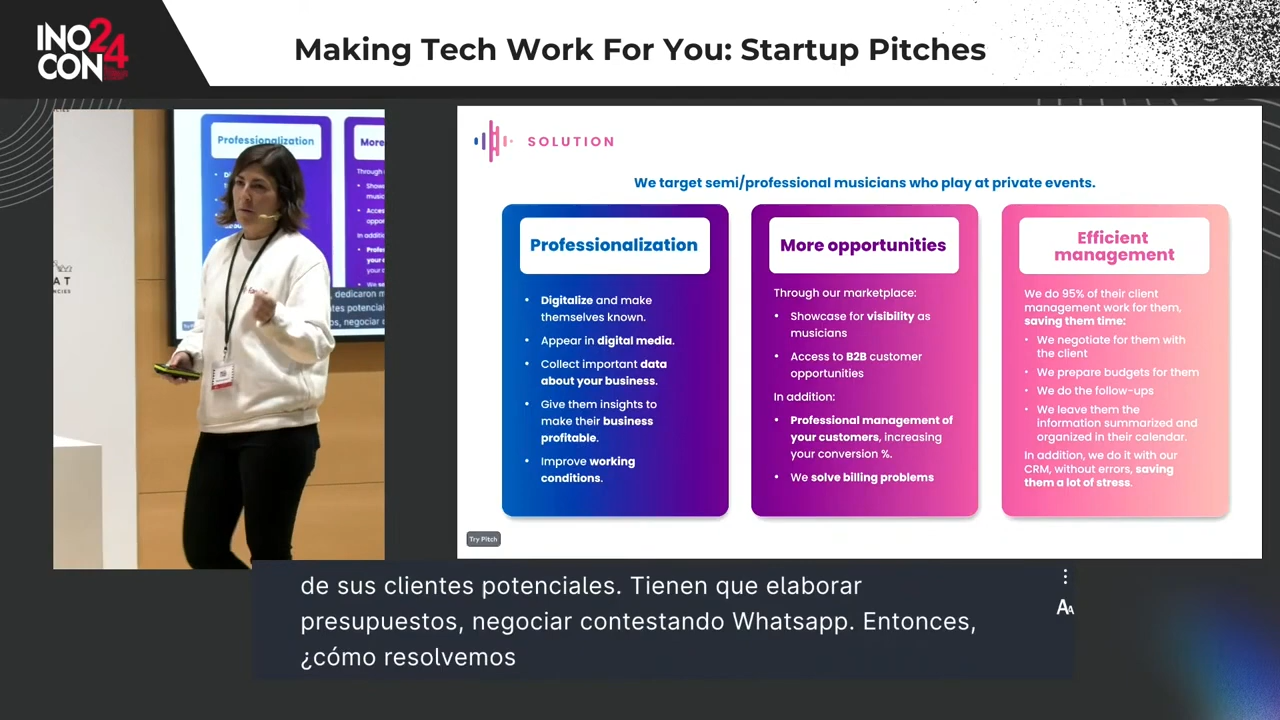 INO24
CON
Making Tech Work For You: Startup Pitches
Professionalization
More
SOLUTION
We target semi/professional musicians who play at private events.
Professionalization
• Digitalize and make
themselves known.
• Appear in digital media.
• Collect important data
about your business.
• Give them insights to
make their business
profitable.
• Improve working
conditions.
More opportunities
Through our marketplace:
• Showcase for visibility as
musicians
• Access to B2B customer
opportunities
In addition:
• Professional management of
your customers, increasing
your conversion %.
• We solve billing problems
Efficient
management
We do 95% of their client
management work for them,
saving them time:
• We negotiate for them with
the client
• We prepare budgets for them
• We do the follow-ups
• We leave them the
information summarized and
organized in their calendar.
In addition, we do it with our
CRM, without errors, saving
them a lot of stress.
Try Pitch
de sus clientes potenciales. Tienen que elaborar
presupuestos, negociar contestando Whatsapp. Entonces,
¿cómo resolvemos
AA